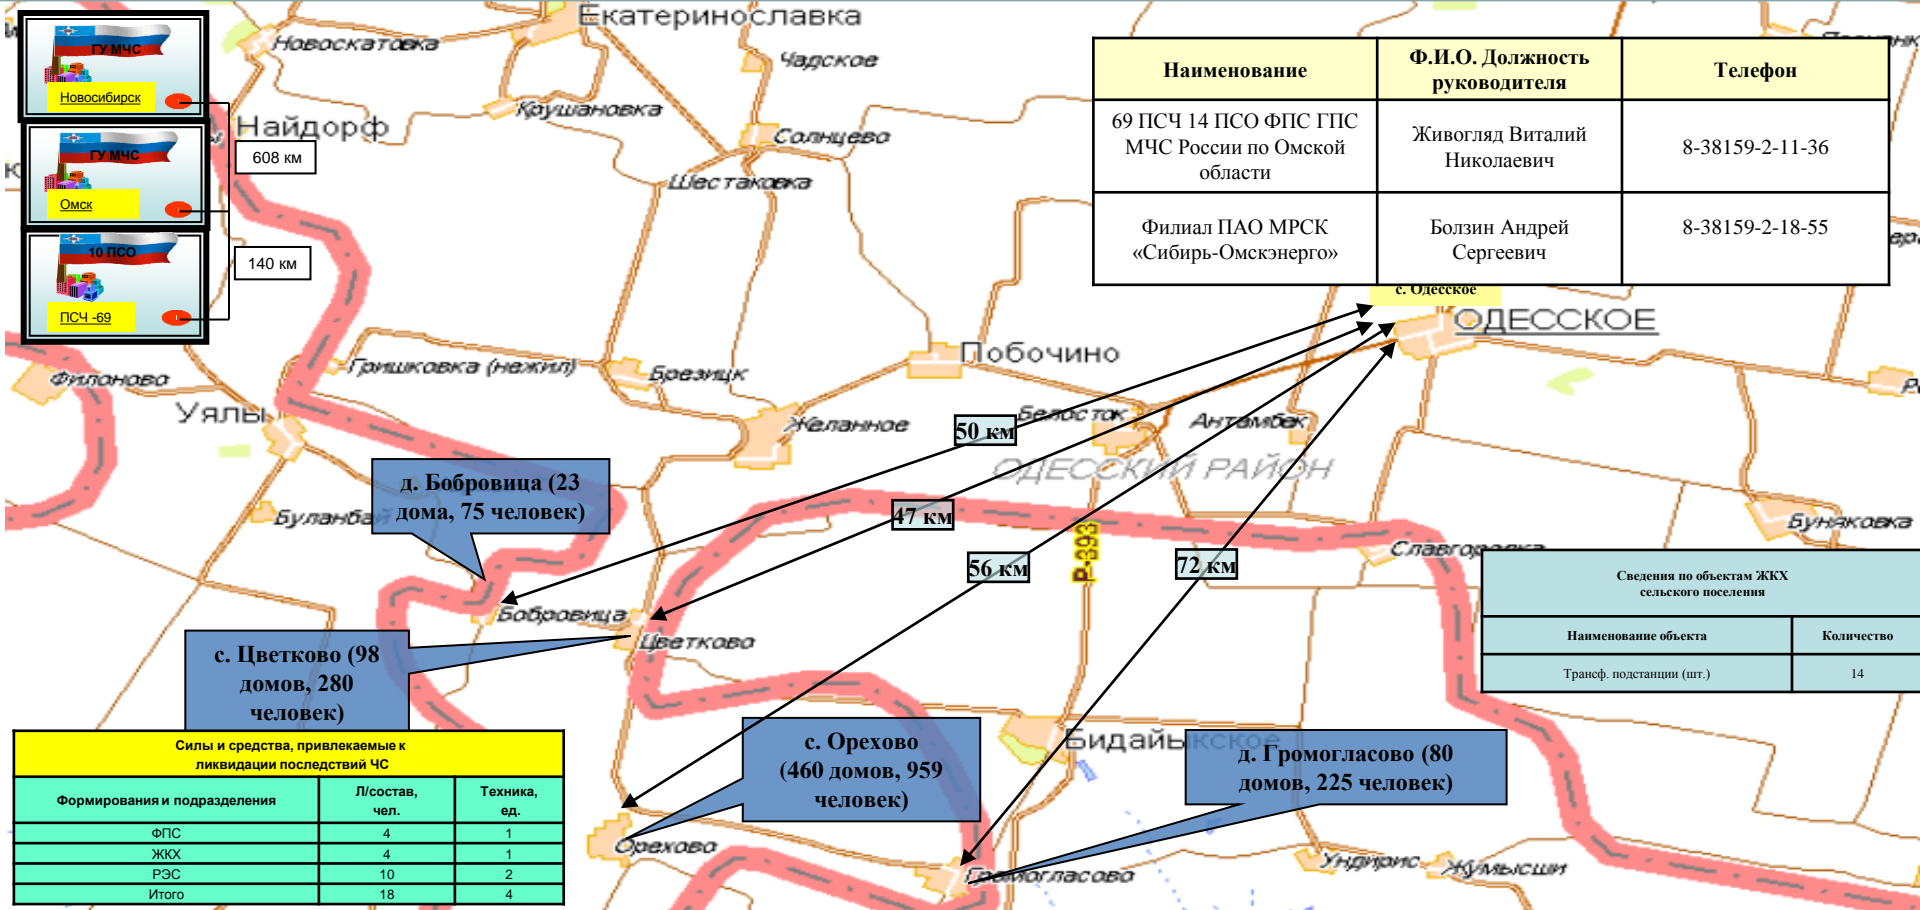 ГУ МЧС
Новосибирск
ГУ МЧС
Омск
10 ПСО
ПСЧ -69
608 км
140 км
Екатеринославка
Новоскатовка
Чадское
Крушановка
Найдорф
Солнцево
Шестаковка
Наименование
Ф.И.О. Должность
руководителя
Телефон
69 ПСЧ 14 ПСО ФПС ГПС
МЧС России по Омской
области
Живогляд Виталий
Николаевич
8-38159-2-11-36
Филиал ПАО МРСК
«Сибирь-Омскэнерго»
Болзин Андрей
Сергеевич
8-38159-2-18-55
с. Одесское
ОДЕССКОЕ
Побочино
Гришковка (нежил)
Брезицк
Филоново
Уялы
Желанное
Белосток
Антамбек
50 км
ОДЕССКИЙ РАЙОН
д. Бобровица (23
дома, 75 человек)
Буланбай
47 км
Р-393
Буняковка
Славгородка
56 км
72 км
Бобровица
Цветково
с. Цветково (98
домов, 280
человек)
Сведения по объектам ЖКХ
сельского поселения
Наименование объекта
Количество
Трансф. подстанции (шт.)
14
с. Орехово
(460 домов, 959
человек)
Бидайыкское
д. Громогласово (80
домов, 225 человек)
Силы и средства, привлекаемые к
ликвидации последствий ЧС
Формирования и подразделения
Л/состав,
чел.
Техника,
ед.
ФПС
4
1
ЖКХ
4
1
РЭС
10
2
Итого
18
4
Орехово
Громогласово
Ундирис
Жумысши